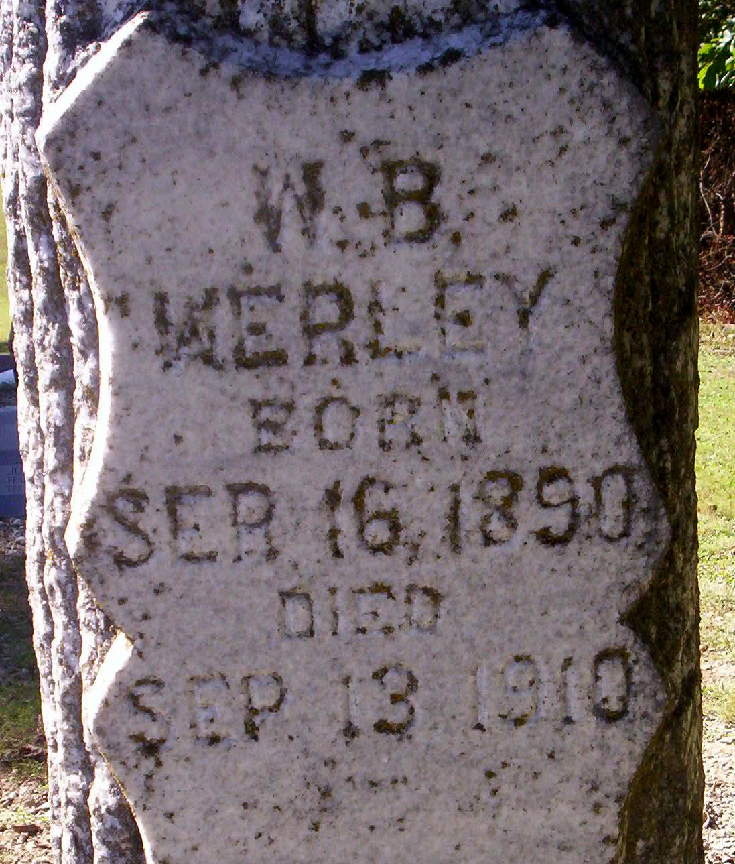 W. B.
WERLEY
BORN
SEP 16, 1890
DIED
SEP 13 1910